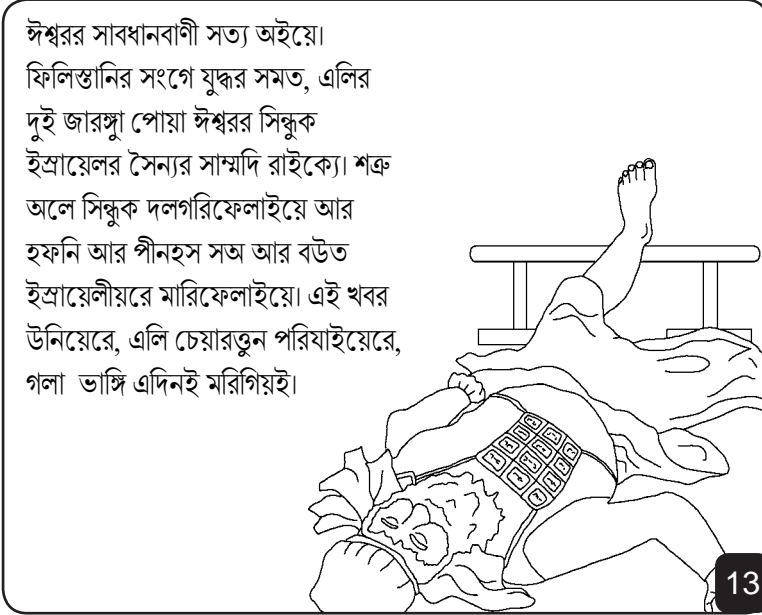 ঈশ্বরর সাবধানবাণী সত্য অইয়ে।
ফিলিস্তানির সংগে যুদ্ধর সমত, এলির
দুই জারঙ্গুা পোয়া ঈশ্বরর সিন্ধুক
ইস্রায়েলর সৈন্যর সাম্মদি রাইক্যে। শত্রু
অলে সিন্ধুক দলগরিফেলাইয়ে আর
হফনি আর পীনহস সঅ আর বউত
ইস্রায়েলীয়রে মারিফেলাইয়ে। এই খবর
উনিয়েরে, এলি চেয়ারত্তুন পরিযাইয়েরে,
গলা ভাঙ্গি এদিনই মরিগিয়ই।
13